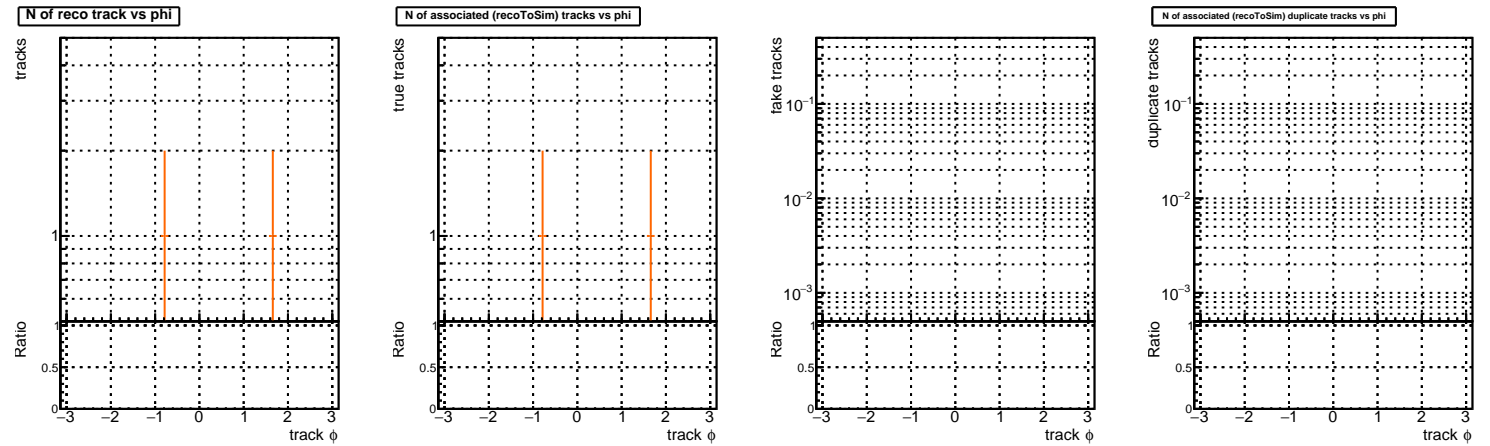 N of reco track vs phi
tracks
1
Ratio
1
0.5
0
−3 −2 −1 0 1 2 3
track ϕ
N of associated (recoToSim) tracks vs phi
true tracks
1
Ratio
1
0.5
0
−3 −2 −1 0 1 2 3
track ϕ
fake tracks
10−1
10−2
10−3
Ratio
1
0.5
0
−3 −2 −1 0 1 2 3
track ϕ
N of associated (recoToSim) duplicate tracks vs phi
duplicate tracks
10−1
10−2
10−3
Ratio
1
0.5
0
−3 −2 −1 0 1 2 3
track ϕ